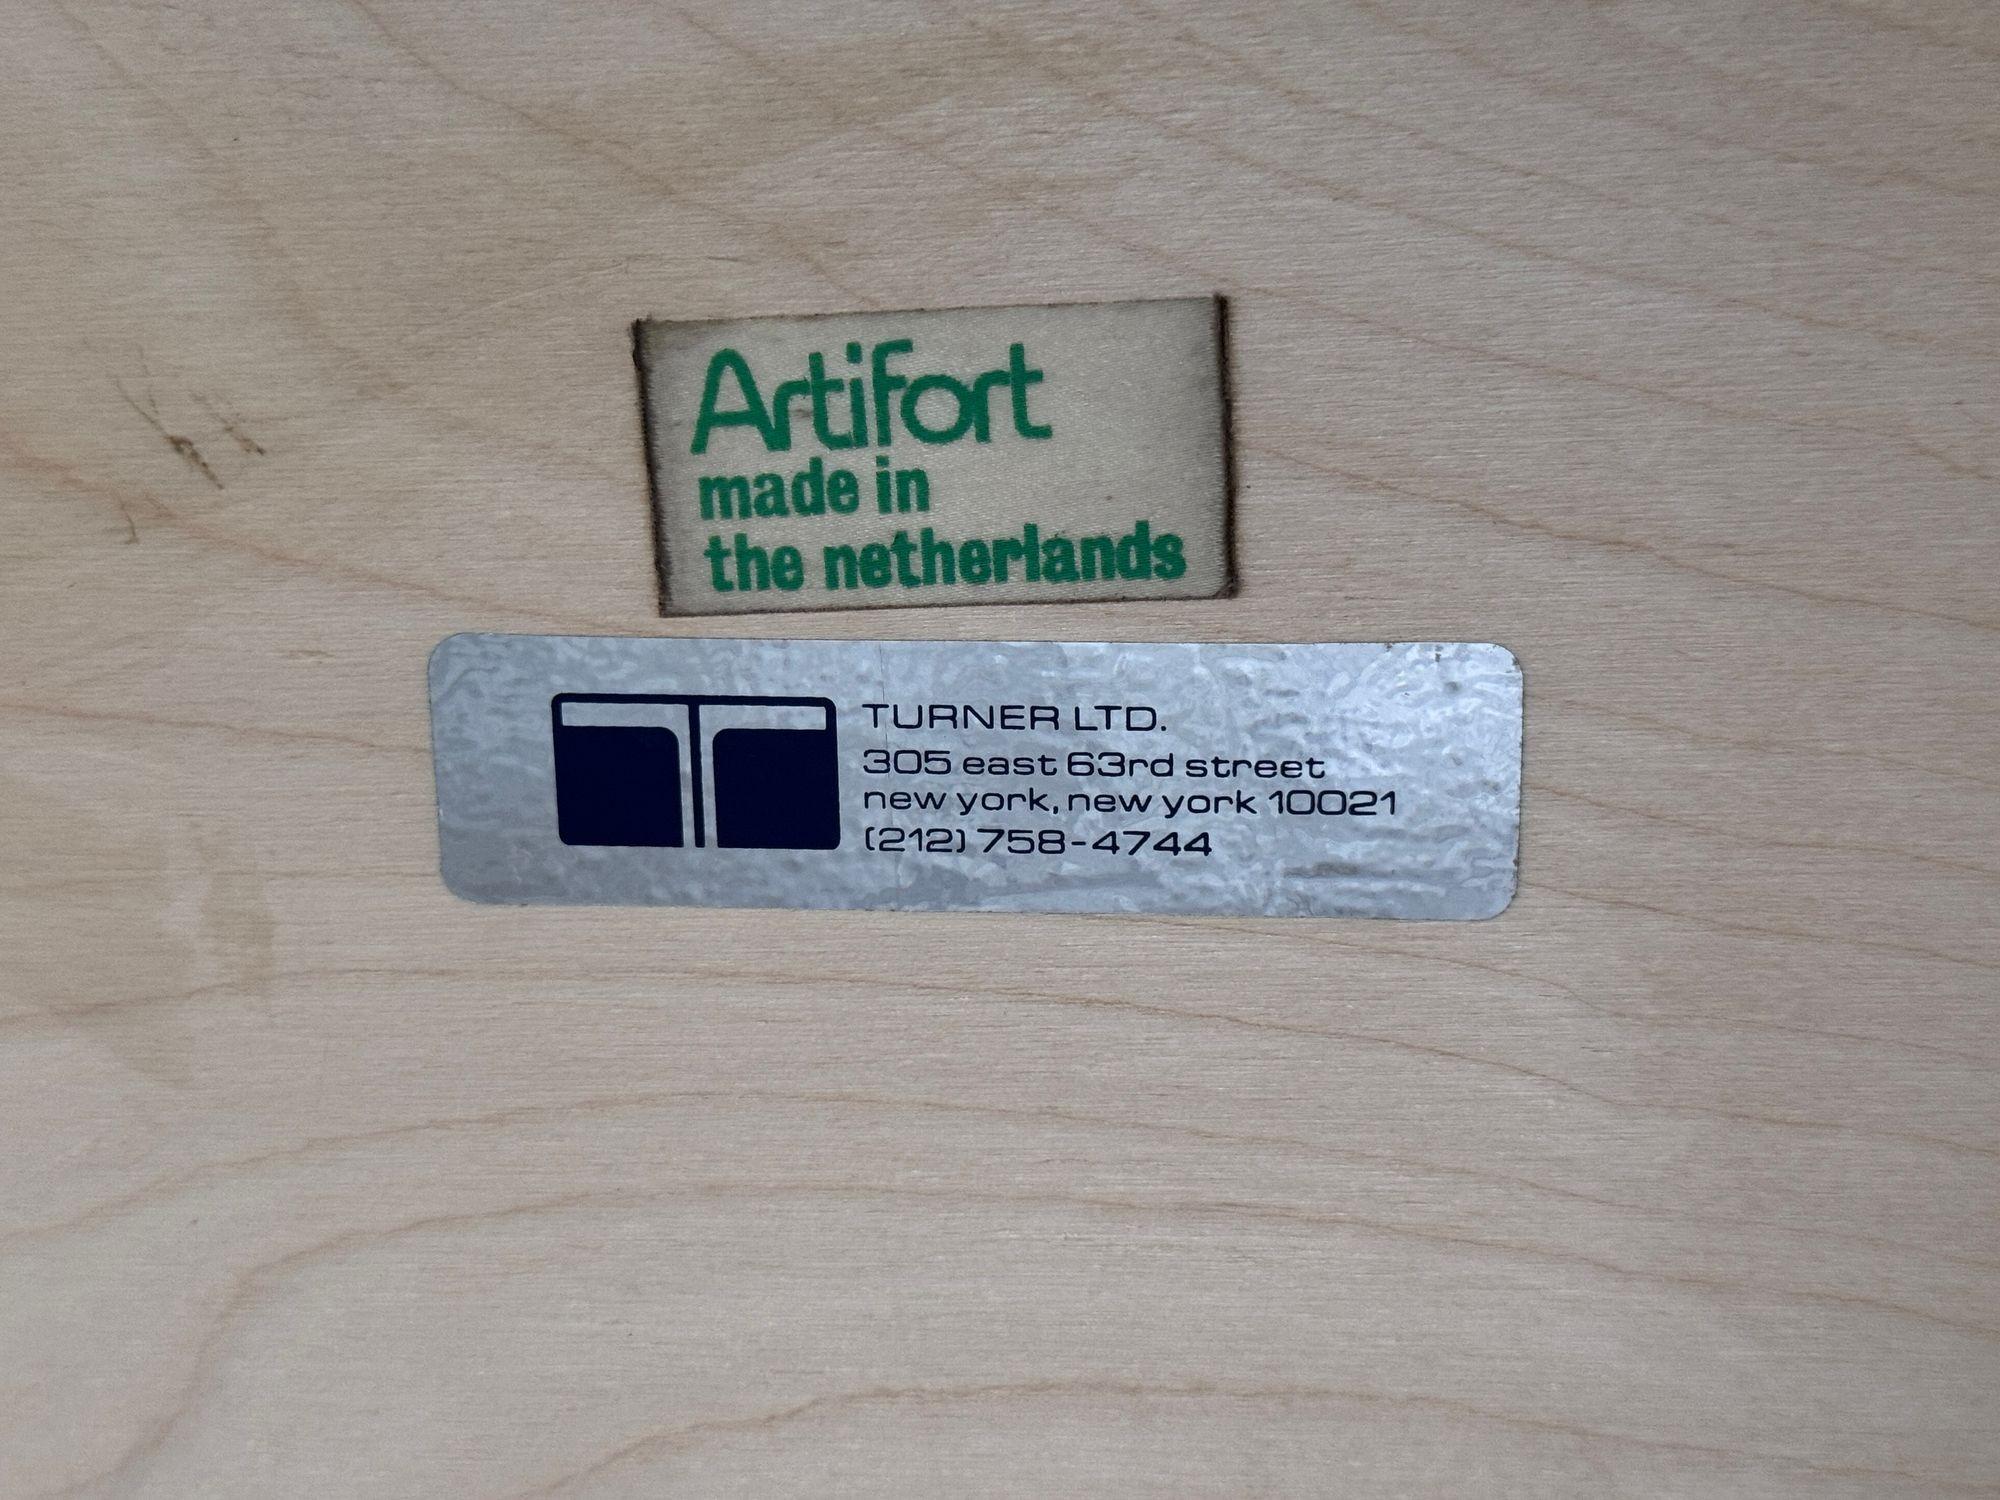 Artifort
made in
the netherlands
TURNER LTD.
305 east 63rd street
new york, new york 10021
(212) 758-4744